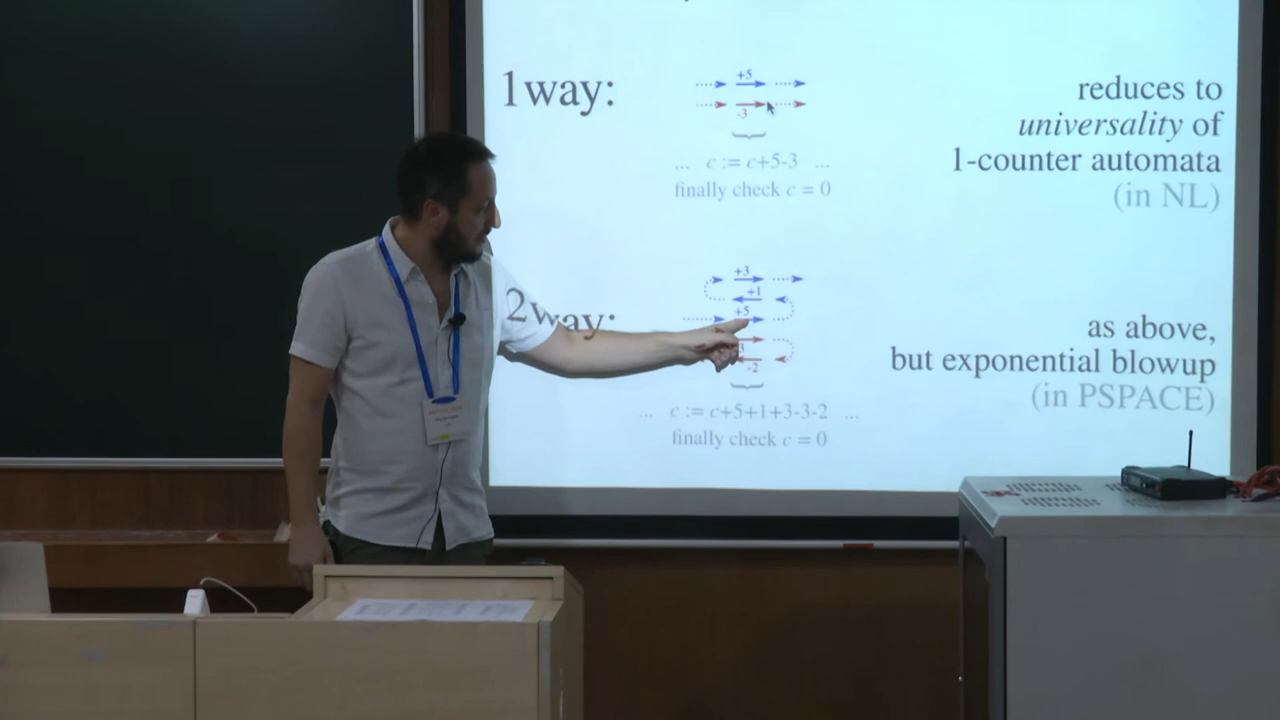 1way:
+5
-3
... c := c+5-3 ...
finally check c = 0
reduces to
universality of
1-counter automata
(in NL)
2way:
+3
+1
+5
-2
... c := c+5+1+3-3-2 ...
finally check c = 0
as above,
but exponential blowup
(in PSPACE)